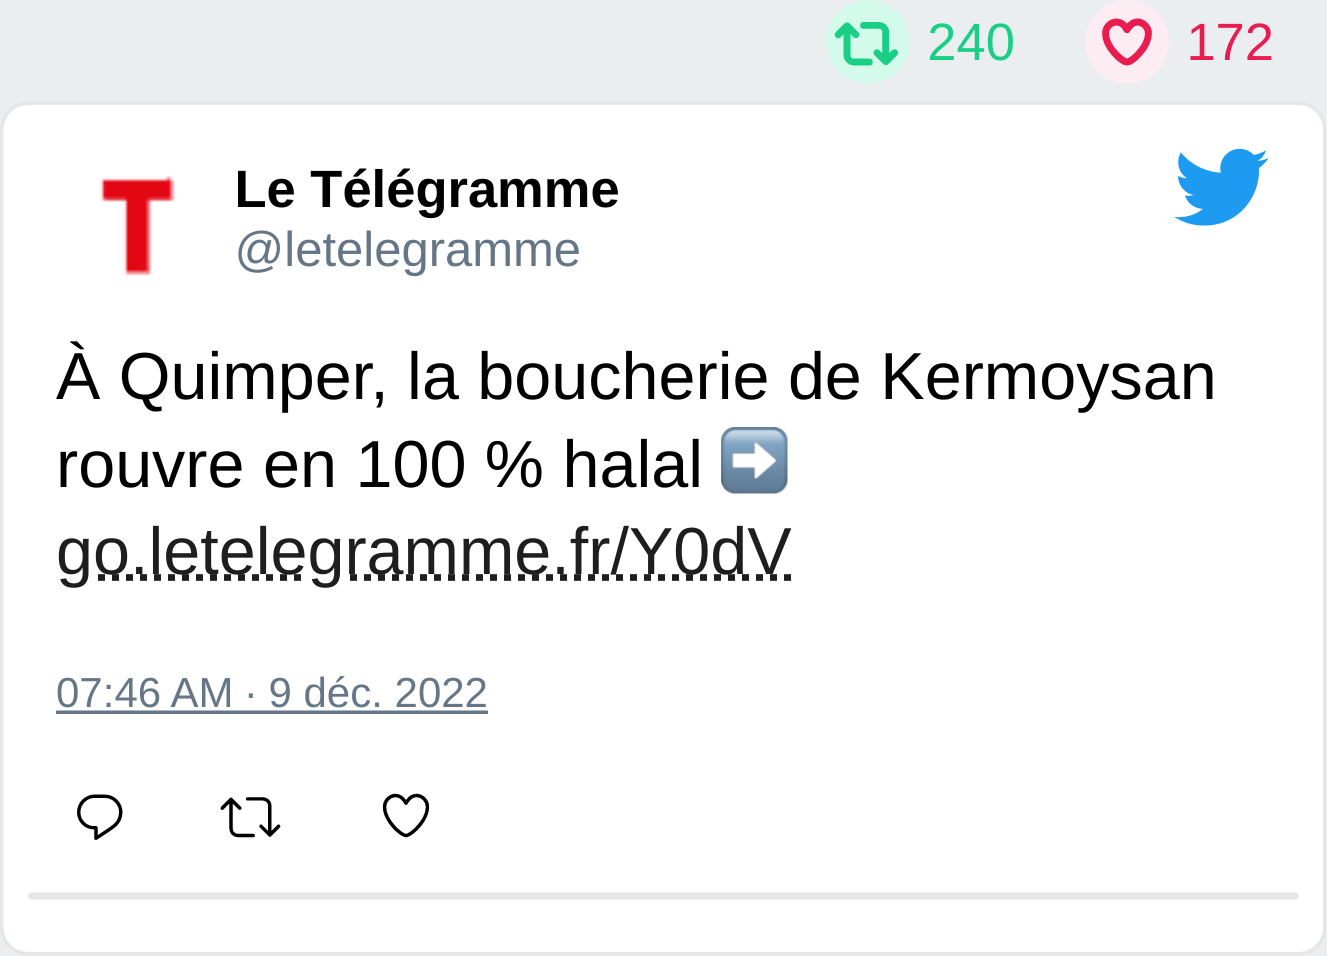 240 172
T
Le Télégramme
@letelegramme
À Quimper, la boucherie de Kermoysan
rouvre en 100 % halal ➡️
go.letelegramme.fr/Y0dV
07:46 AM · 9 déc. 2022